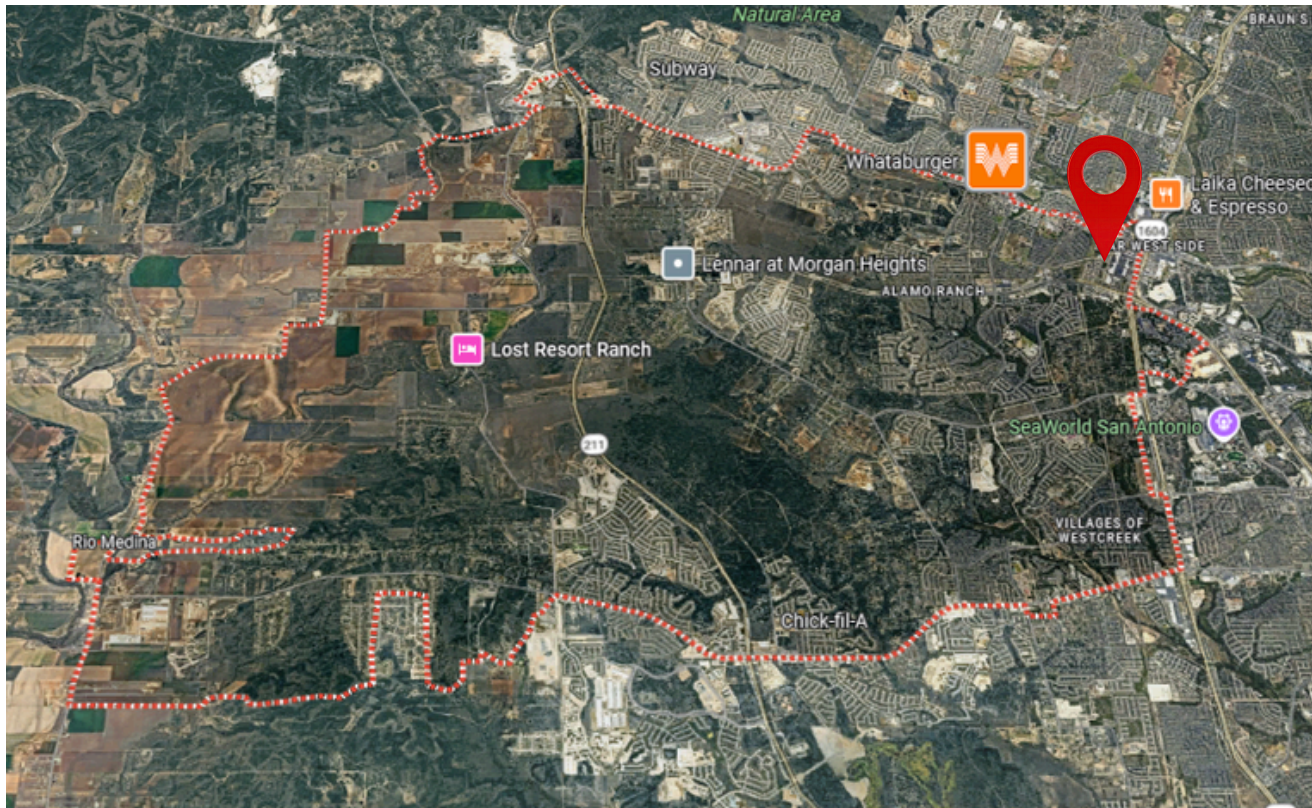 Natural Area
BRAUN S
Subway
Whataburger
W
Laika Cheesec
& Espresso
1604
AR WEST SIDE
Lennar at Morgan Heights
ALAMO RANCH
Lost Resort Ranch
SeaWorld San Antonio
211
VILLAGES OF
WESTCREEK
Rio Medina
Chick-fil-A